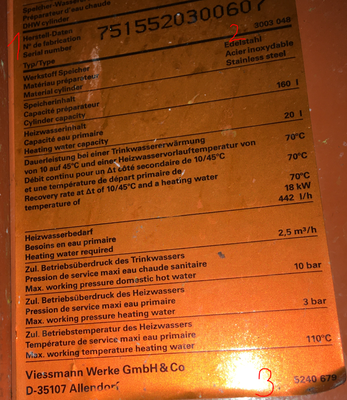 Speicher-Wassererwärmer
Préparateur d'eau chaude
DHW cylinder
1
Herstell-Daten
N° de fabrication 7515520300607
Serial number
2
Typ/Type 3003 048
Werkstoff Speicher Edelstahl
Matériau préparateur Acier inoxydable
Material cylindar Stainless steel
Speicherinhalt
Capacité préparateur
Cylinder capacity 160 l
Heizwasserinhalt
Capacité eau primaire
Heating water capacity 20 l
Dauerleistung bei einer Trinkwassererwärmung
von 10 auf 45°C und einer Heizwasservorlauftemperatur von 70°C
Débit continu pour un Δt côté secondaire de 10/45°C
et une température de départ primaire de 70°C
Recovery rate at Δt of 10/45°C and a heating water
temperature of 70°C
18 kW
442 l/h
Heizwasserbedarf
Besoins en eau primaire
Heating water required 2,5 m³/h
Zul. Betriebsüberdruck des Trinkwassers
Pression de service maxi eau chaude sanitaire
Max. working pressure domestic hot water 10 bar
Zul. Betriebsüberdruck des Heizwassers
Pression de service maxi eau primaire
Max. working pressure heating water 3 bar
Zul. Betriebstemperatur des Heizwassers
Température de service maxi eau primaire
Max. working temperature heating water 110°C
Viessmann Werke GmbH & Co
D-35107 Allendorf
3. 5240 679